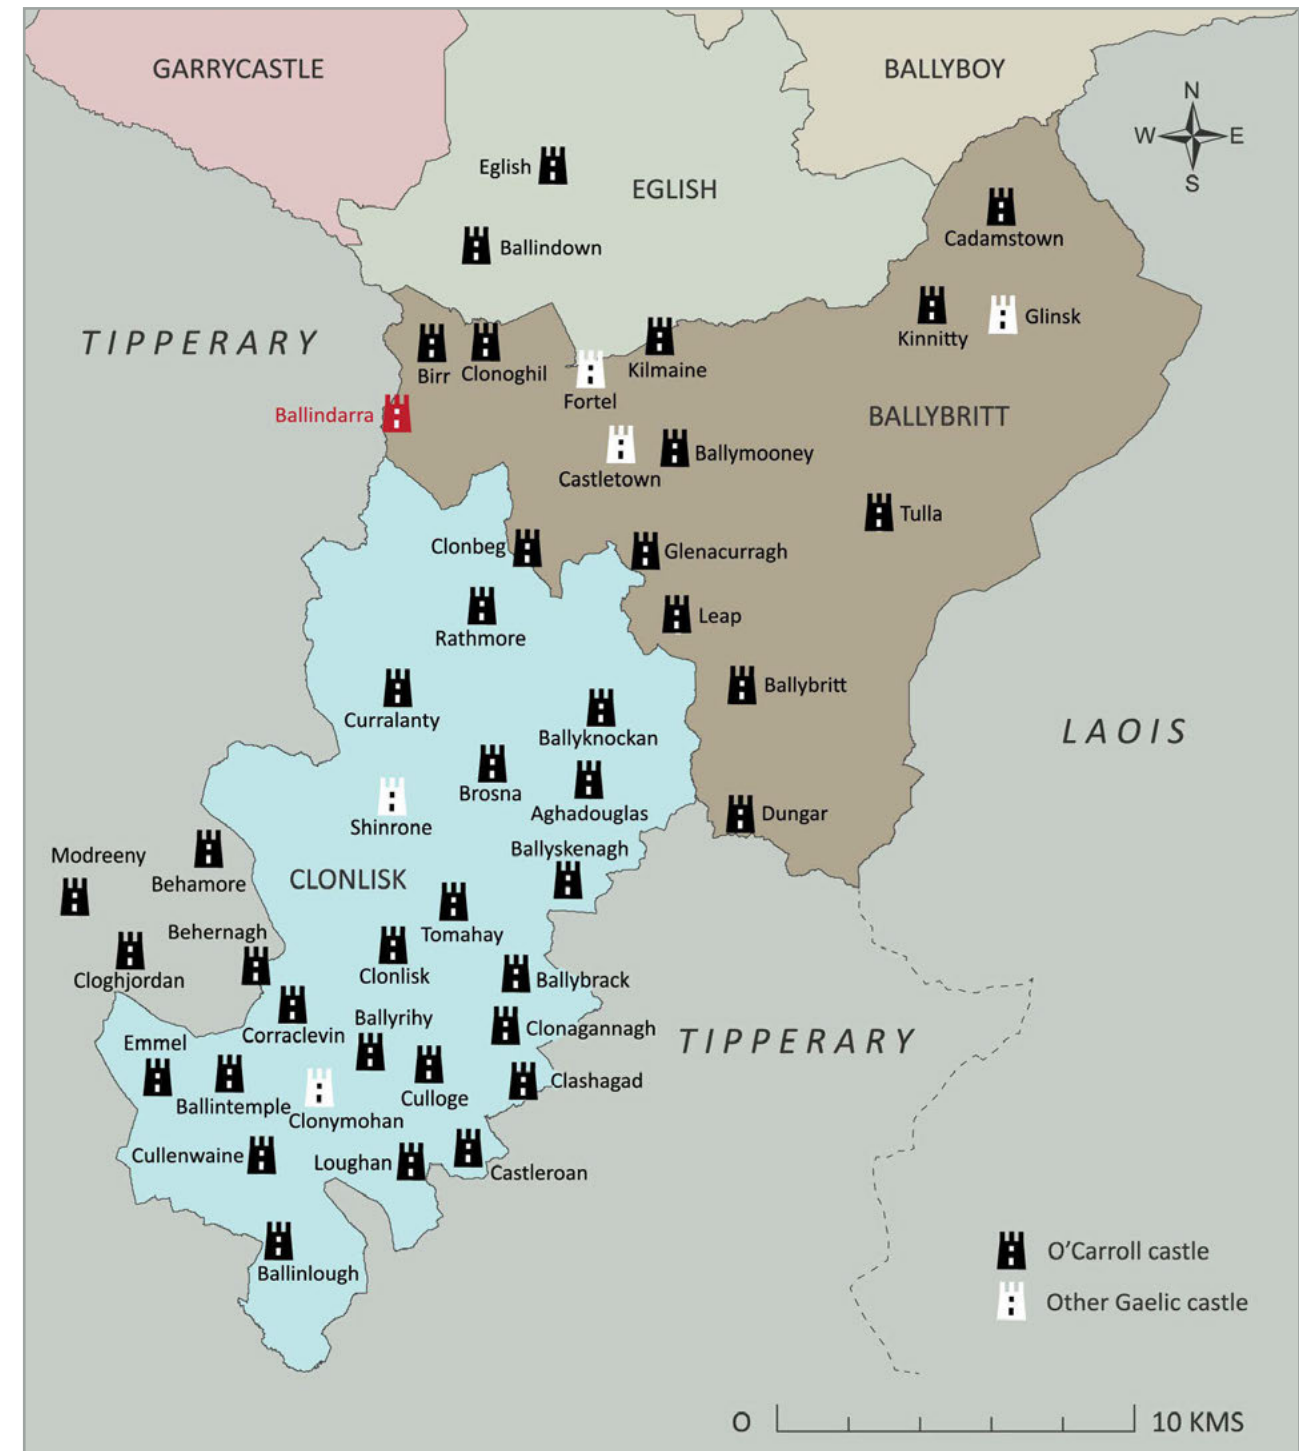 GARRYCASTLE
BALLYBOY
N
W E
S
Eglish
EGLISH
Ballindown
Cadamstown
TIPPERARY
Kinnitty
Glinsk
Birr
Clonoghil
Kilmaine
Fortel
Ballindarra
BALLYBRITT
Castletown
Ballymooney
Tulla
Clonbeg
Glenacurragh
Leap
Rathmore
Ballybritt
Curralanty
Ballyknockan
LAOIS
Brosna
Aghadouglas
Dungar
Shinrone
Ballyskenagh
Modreeny
Behamore
CLONLISK
Behernagh
Tomahay
Cloghjordan
Clonlisk
Ballybrack
Corraclevin
Ballyrihy
Clonagannagh
TIPPERARY
Emmel
Ballintemple
Clonymohan
Culloge
Clashagad
Cullenwaine
Loughan
Castleroan
Ballinlough
O'Carroll castle
Other Gaelic castle
O 10 KMS